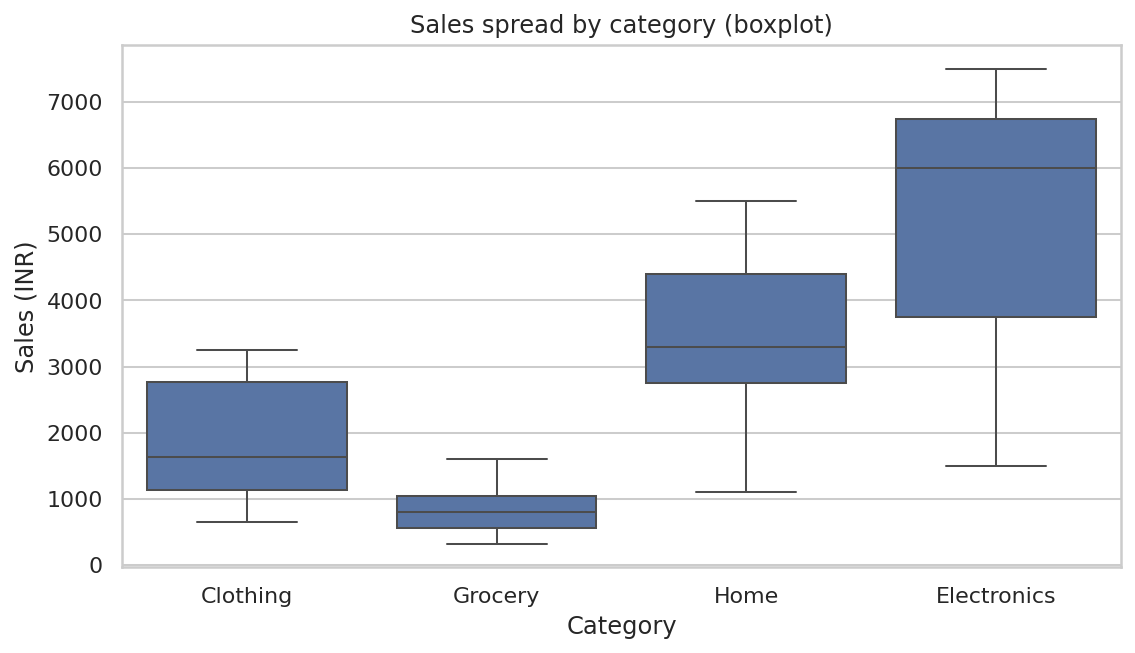 Sales spread by category (boxplot)
Sales (INR)
7000
6000
5000
4000
3000
2000
1000
0
Clothing Grocery Home Electronics
Category